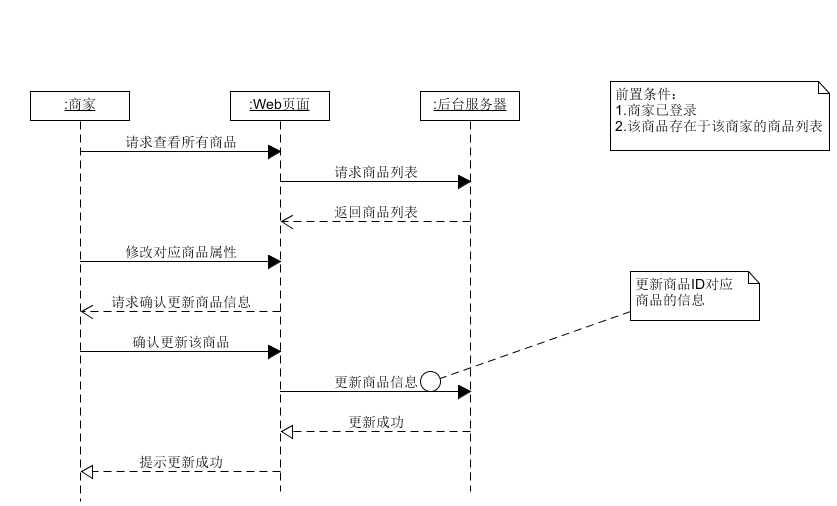 :商家
:Web页面
:后台服务器
前置条件：
1.商家已登录
2.该商品存在于该商家的商品列表
请求查看所有商品
请求商品列表
返回商品列表
修改对应商品属性
更新商品ID对应
商品的信息
请求确认更新商品信息
确认更新该商品
更新商品信息
更新成功
提示更新成功